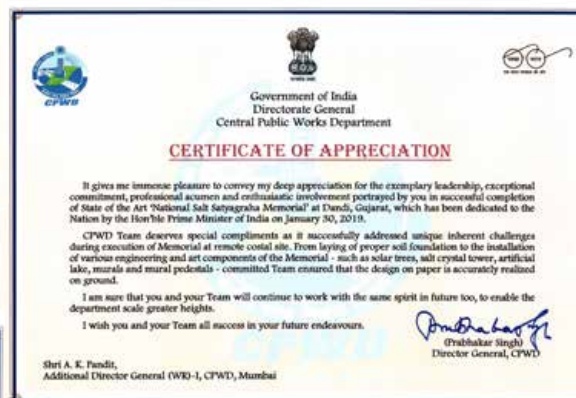 CPWD
Government of India
Directorate General
Central Public Works Department
CERTIFICATE OF APPRECIATION
It gives me immense pleasure to convey my deep appreciation for the exemplary leadership, exceptional
commitment, professional acumen and enthusiastic involvement portrayed by you in successful completion
of State of the Art 'National Salt Satyagraha Memorial' at Dandi, Gujarat, which has been dedicated to the
Nation by the Hon'ble Prime Minister of India on January 30, 2019.
CPWD Team deserves special compliments as it successfully addressed unique inherent challenges
during execution of Memorial at remote costal site. From laying of proper soil foundation to the installation
of various engineering and art components of the Memorial - such as solar trees, salt crystal tower, artificial
lake, murals and mural pedestals - committed Team ensured that the design on paper is accurately realized
on ground.
I am sure that you and your Team will continue to work with the same spirit in future too, to enable the
department scale greater heights.
I wish you and your Team all success in your future endeavours.
(Prabhakar Singh)
Director General, CPWD
Shri A. K. Pandit,
Additional Director General (WR)-I, CPWD, Mumbai
CPWD